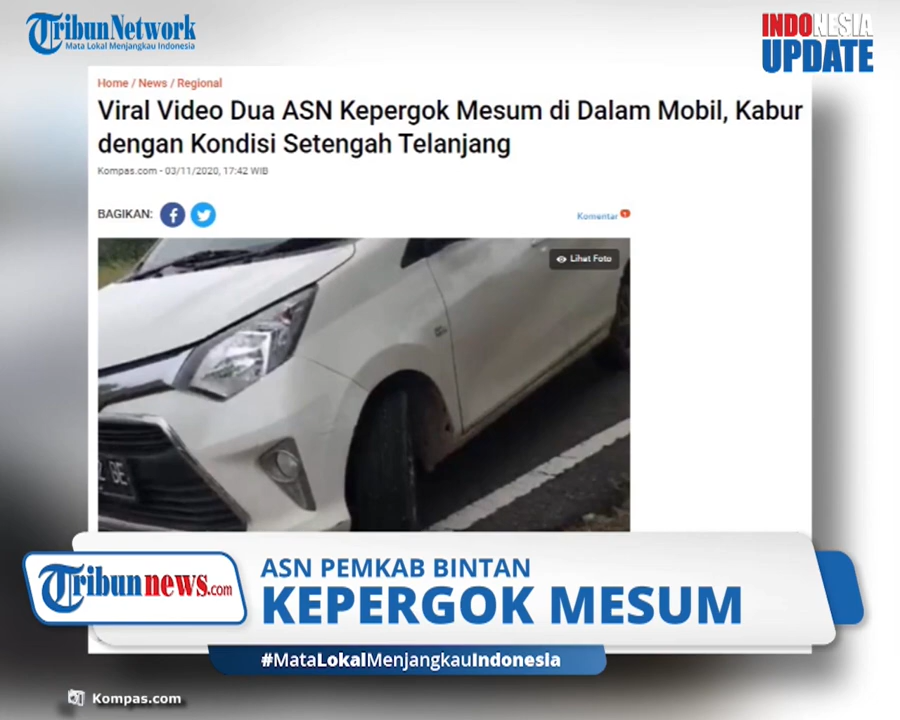 TribunNetwork
Mata Lokal Menjangkau Indonesia
INDONESIA
UPDATE
Home / News / Regional
Viral Video Dua ASN Kepergok Mesum di Dalam Mobil, Kabur
dengan Kondisi Setengah Telanjang
Kompas.com - 03/11/2020, 17:42 WIB
BAGIKAN:
Komentar
Lihat Foto
BE
Tribunnews.com
ASN PEMKAB BINTAN
KEPERGOK MESUM
#MataLokalMenjangkauIndonesia
Kompas.com